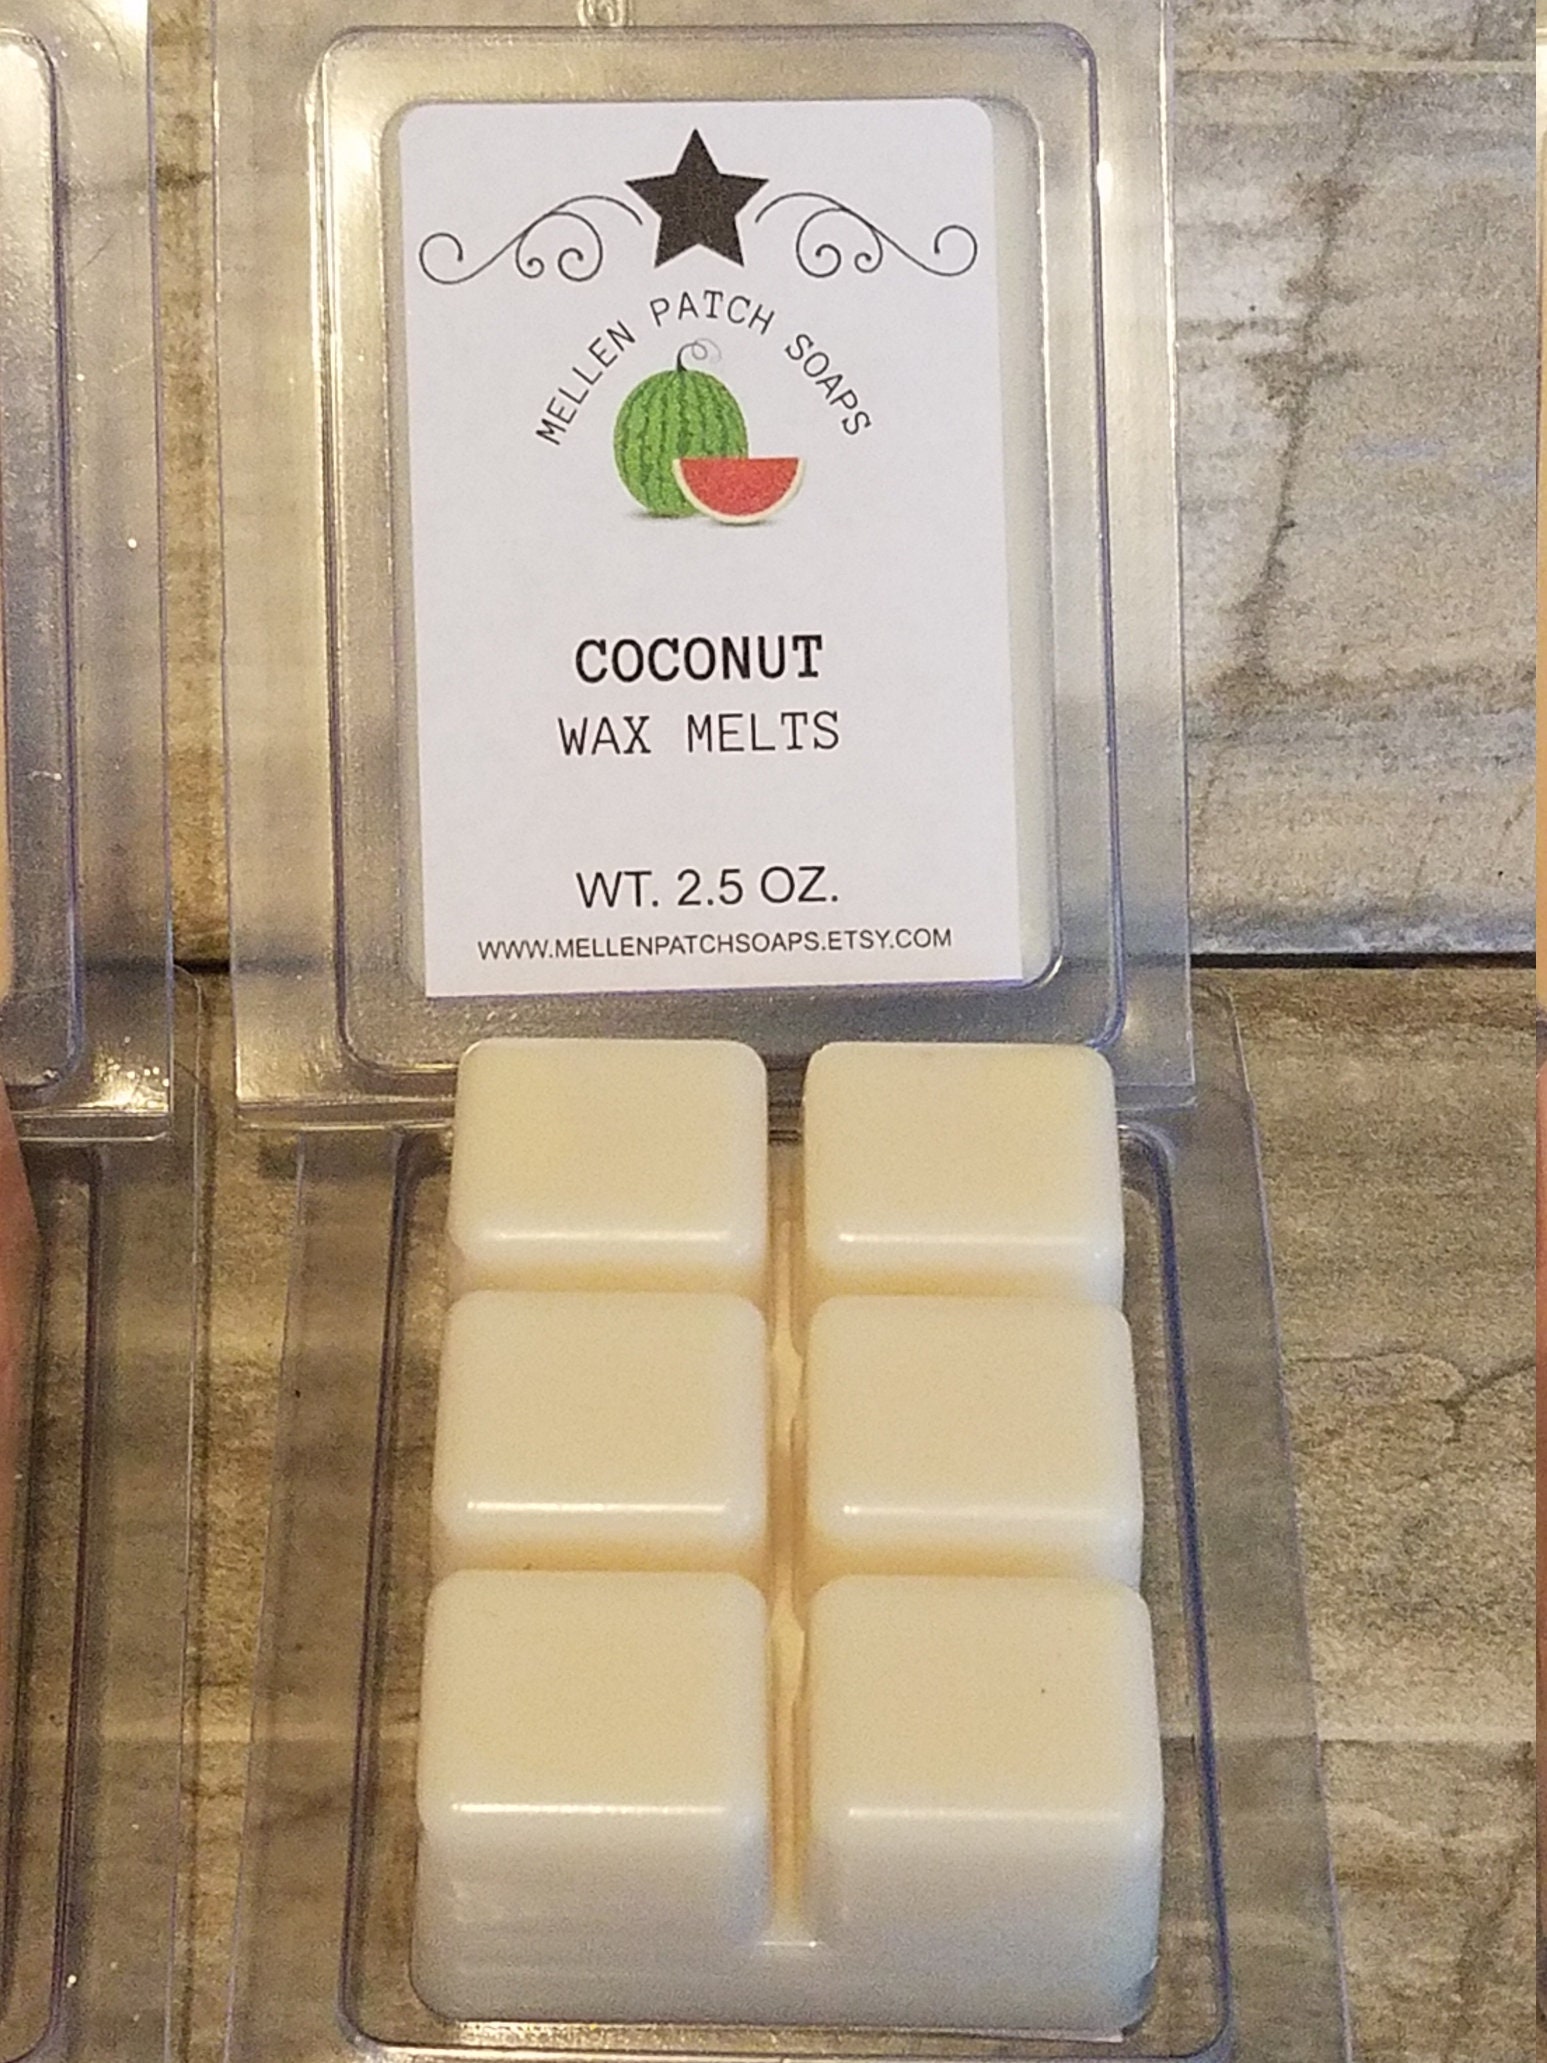 MELLEN PATCH SOAPS
COCONUT
WAX MELTS
WT. 2.5 OZ.
WWW.MELLENPATCHSOAPS.ETSY.COM